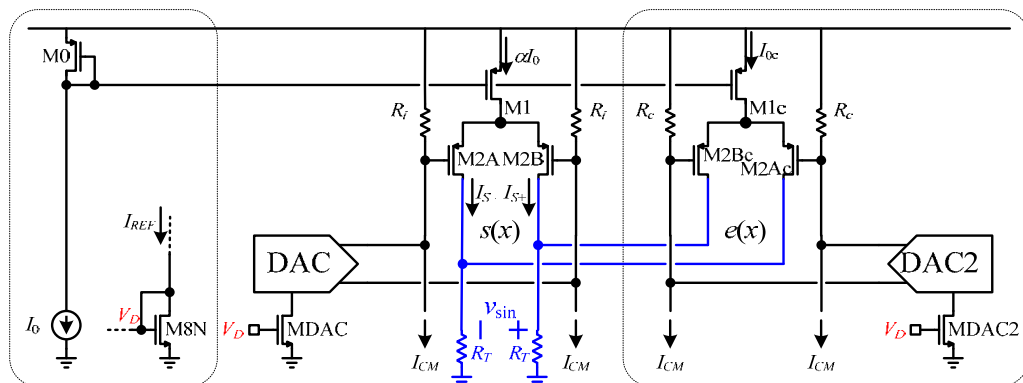 M0
αI0
I0c
M1
M1c
Ri
Ri
Rc
Rc
M2A
M2B
M2Bc
M2Ac
IS-
IS+
IREF
s(x)
e(x)
DAC
DAC2
vsin
I0
VD
M8N
VD
MDAC
VD
MDAC2
RT
RT
ICM
ICM
ICM
ICM